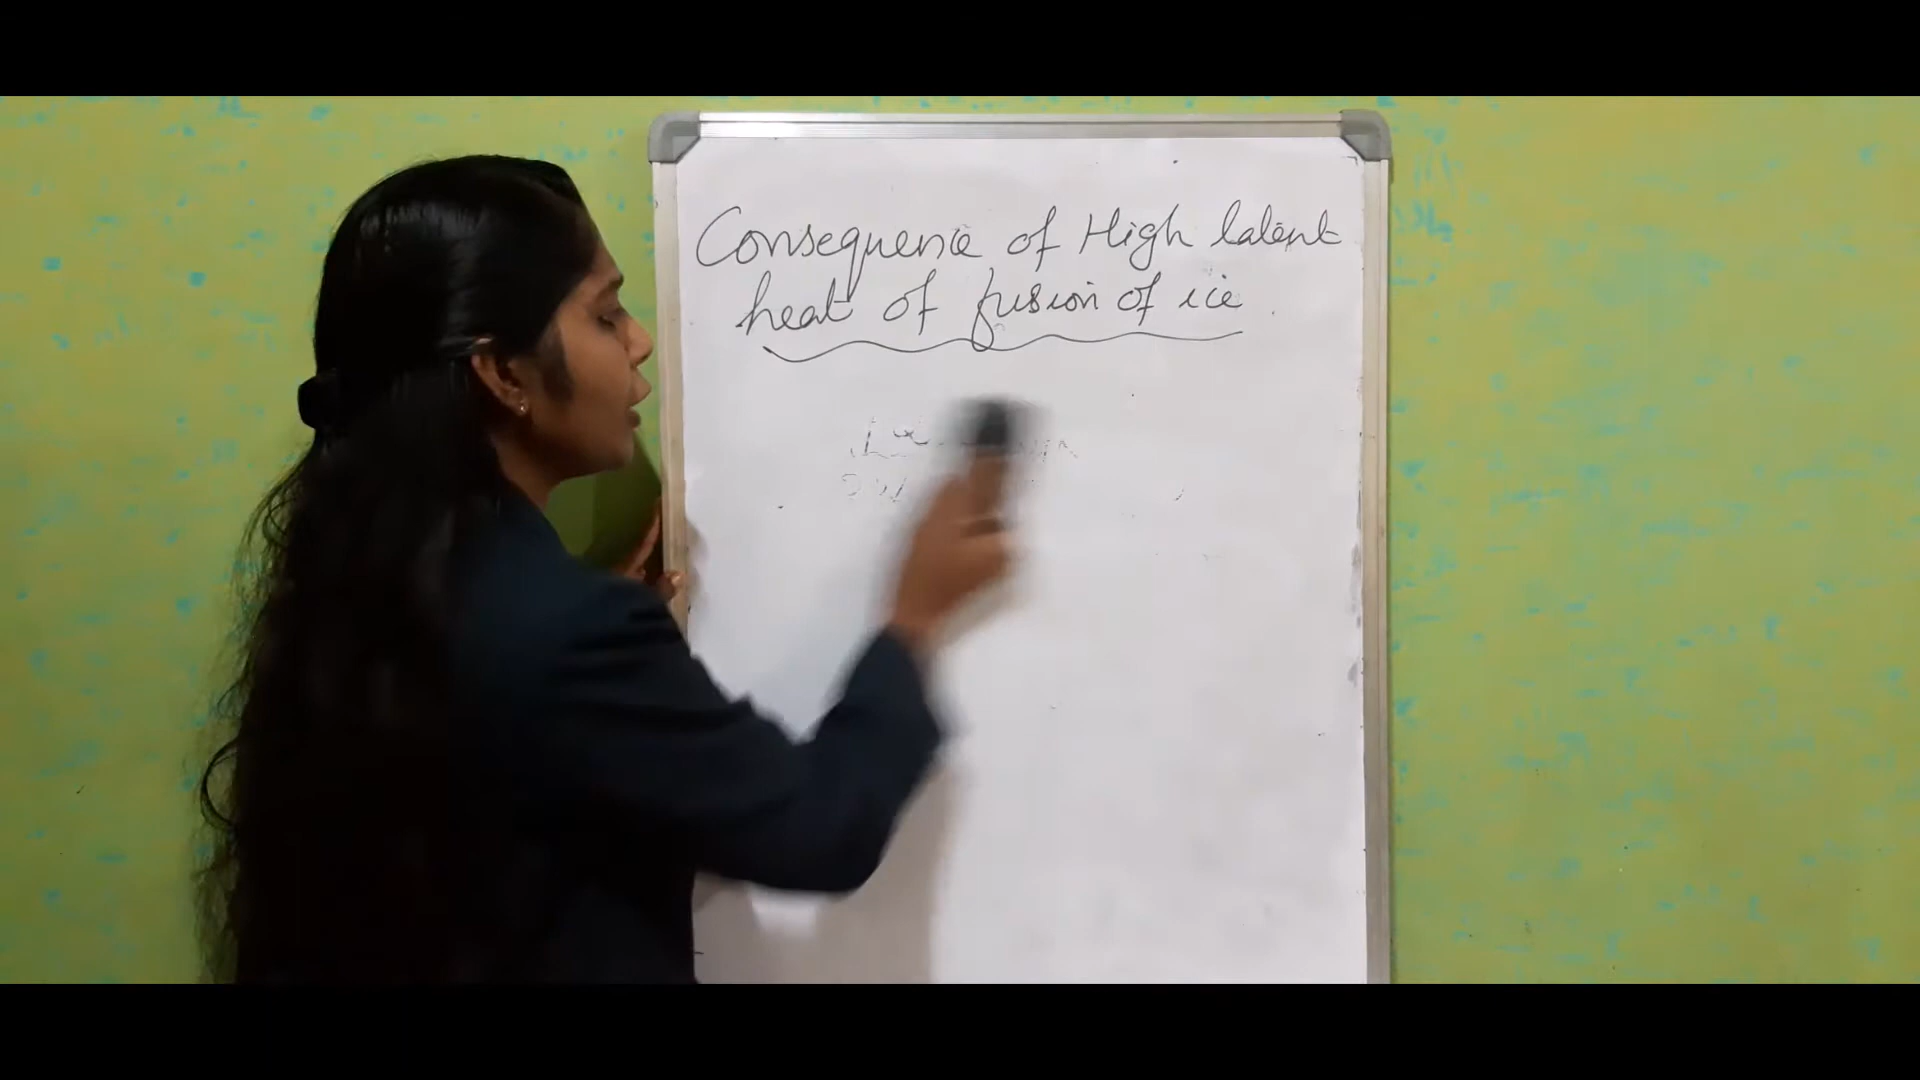 Consequence of High latent
heat of fusion of ice